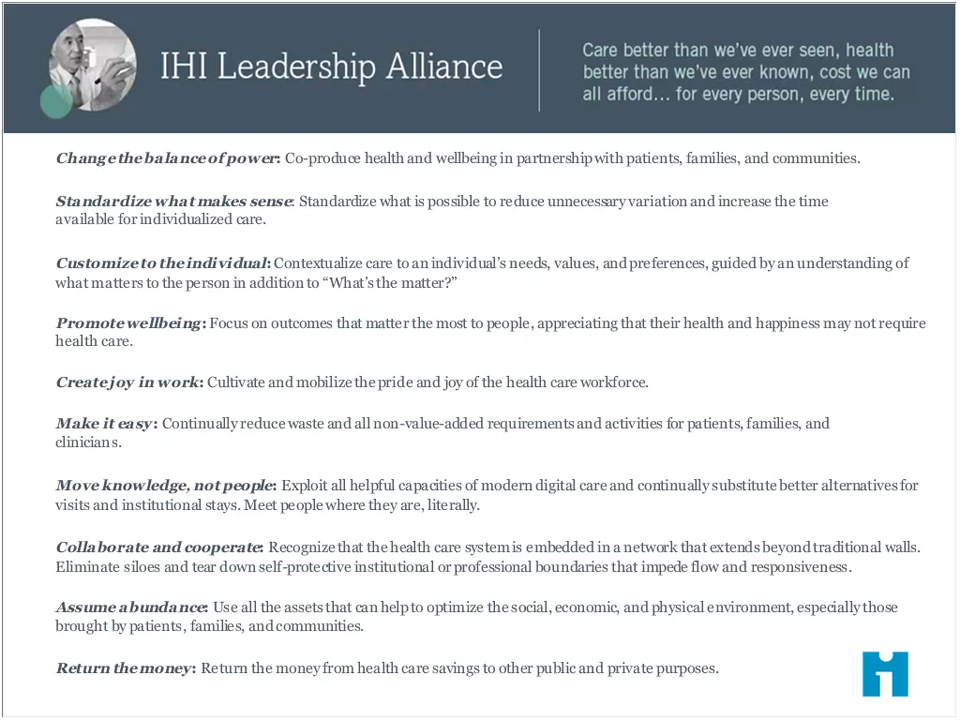 IHI Leadership Alliance
Care better than we've ever seen, health
better than we've ever known, cost we can
all afford... for every person, every time.
Change the balance of power: Co-produce health and wellbeing in partnership with patients, families, and communities.
Standardize what makes sense: Standardize what is possible to reduce unnecessary variation and increase the time
available for individualized care.
Customize to the individual: Contextualize care to an individual's needs, values, and preferences, guided by an understanding of
what matters to the person in addition to “What's the matter?”
Promote wellbeing: Focus on outcomes that matter the most to people, appreciating that their health and happiness may not require
health care.
Create joy in work: Cultivate and mobilize the pride and joy of the health care workforce.
Make it easy: Continually reduce waste and all non-value-added requirements and activities for patients, families, and
clinicians.
Move knowledge, not people: Exploit all helpful capacities of modern digital care and continually substitute better alternatives for
visits and institutional stays. Meet people where they are, literally.
Collaborate and cooperate: Recognize that the health care system is embedded in a network that extends beyond traditional walls.
Eliminate siloes and tear down self-protective institutional or professional boundaries that impede flow and responsiveness.
Assume abundance: Use all the assets that can help to optimize the social, economic, and physical environment, especially those
brought by patients, families, and communities.
Return the money: Return the money from health care savings to other public and private purposes.